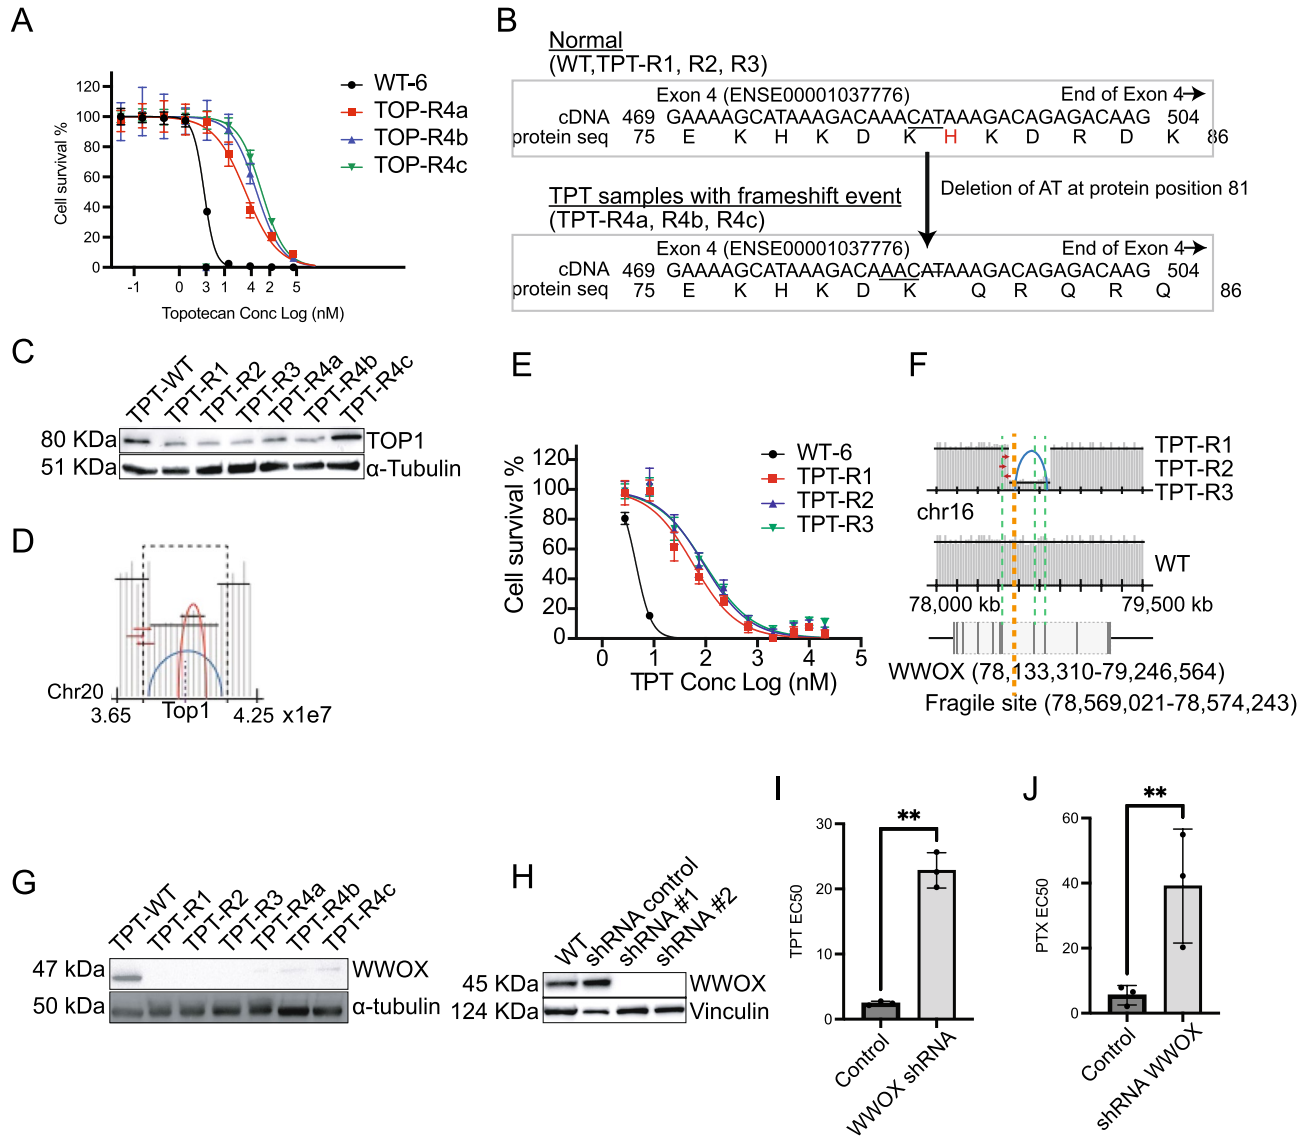 A
120
100
80
60
40
20
0
Cell survival %
-1 0 3 1 4 2 5
Topotecan Conc Log (nM)
WT-6
TOP-R4a
TOP-R4b
TOP-R4c
B
Normal
(WT,TPT-R1, R2, R3)
Exon 4 (ENSE00001037776) End of Exon 4
cDNA 469 GAAAAGCATAAAGACAAACATAAAGACAGAGACAAG 504
protein seq 75 E K H K D K H K D R D K 86
Deletion of AT at protein position 81
TPT samples with frameshift event
(TPT-R4a, R4b, R4c)
Exon 4 (ENSE00001037776) End of Exon 4
cDNA 469 GAAAAGCATAAAGACAAACATAAAGACAGAGACAAG 504
protein seq 75 E K H K D K Q R Q R Q 86
C
TPT-WT TPT-R1 TPT-R2 TPT-R3 TPT-R4a TPT-R4b TPT-R4c
80 KDa TOP1
51 KDa α-Tubulin
D
Chr20
3.65 Top1 4.25 x1e7
E
120
100
80
60
40
20
0
Cell survival %
0 1 2 3 4 5
TPT Conc Log (nM)
WT-6
TPT-R1
TPT-R2
TPT-R3
F
TPT-R1
TPT-R2
TPT-R3
chr16
WT
78,000 kb 79,500 kb
WWOX (78,133,310-79,246,564)
Fragile site (78,569,021-78,574,243)
G
TPT-WT TPT-R1 TPT-R2 TPT-R3 TPT-R4a TPT-R4b TPT-R4c
47 kDa WWOX
50 kDa α-tubulin
H
WT shRNA control shRNA #1 shRNA #2
45 KDa WWOX
124 KDa Vinculin
I
**
30
20
10
0
TPT EC50
Control WWOX shRNA
J
**
60
40
20
0
PTX EC50
Control shRNA WWOX